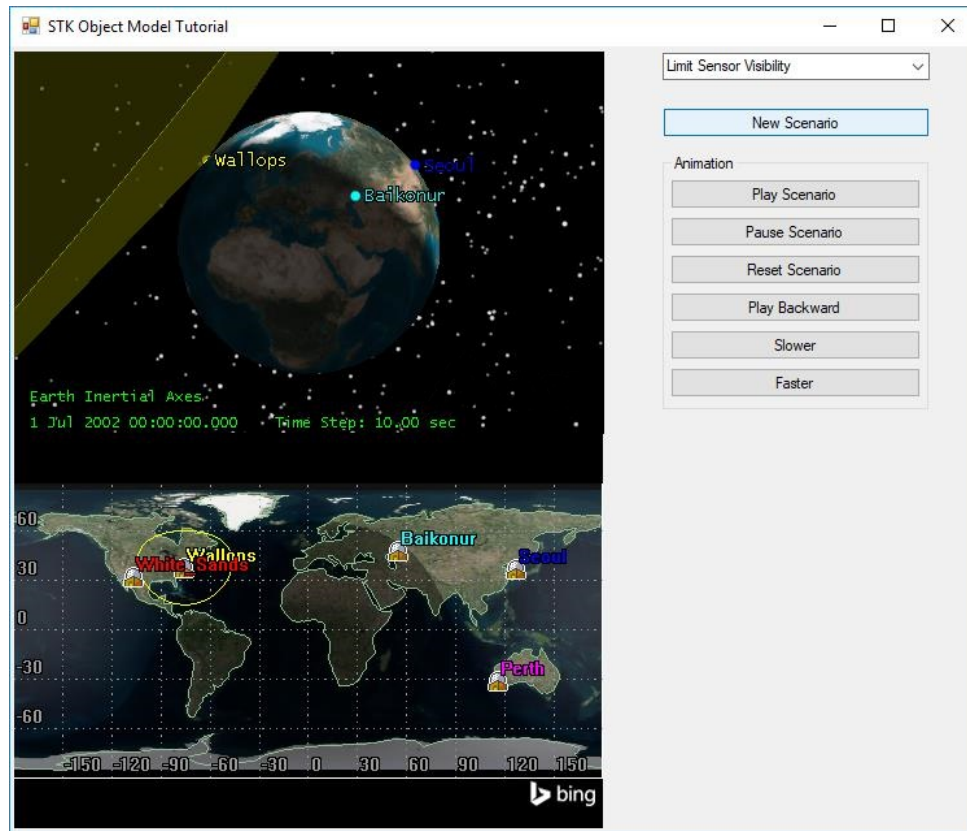 STK Object Model Tutorial
Limit Sensor Visibility
New Scenario
Animation
Play Scenario
Pause Scenario
Reset Scenario
Play Backward
Slower
Faster
Wallops
Seoul
Baikonur
Earth Inertial Axes
1 Jul 2002 00:00:00.000 Time Step: 10.00 sec
60
Baikonur
Wallops
Seoul
White_Sands
30
0
-30
Perth
-60
-150 -120 -90 -60 -30 0 30 60 90 120 150
bing